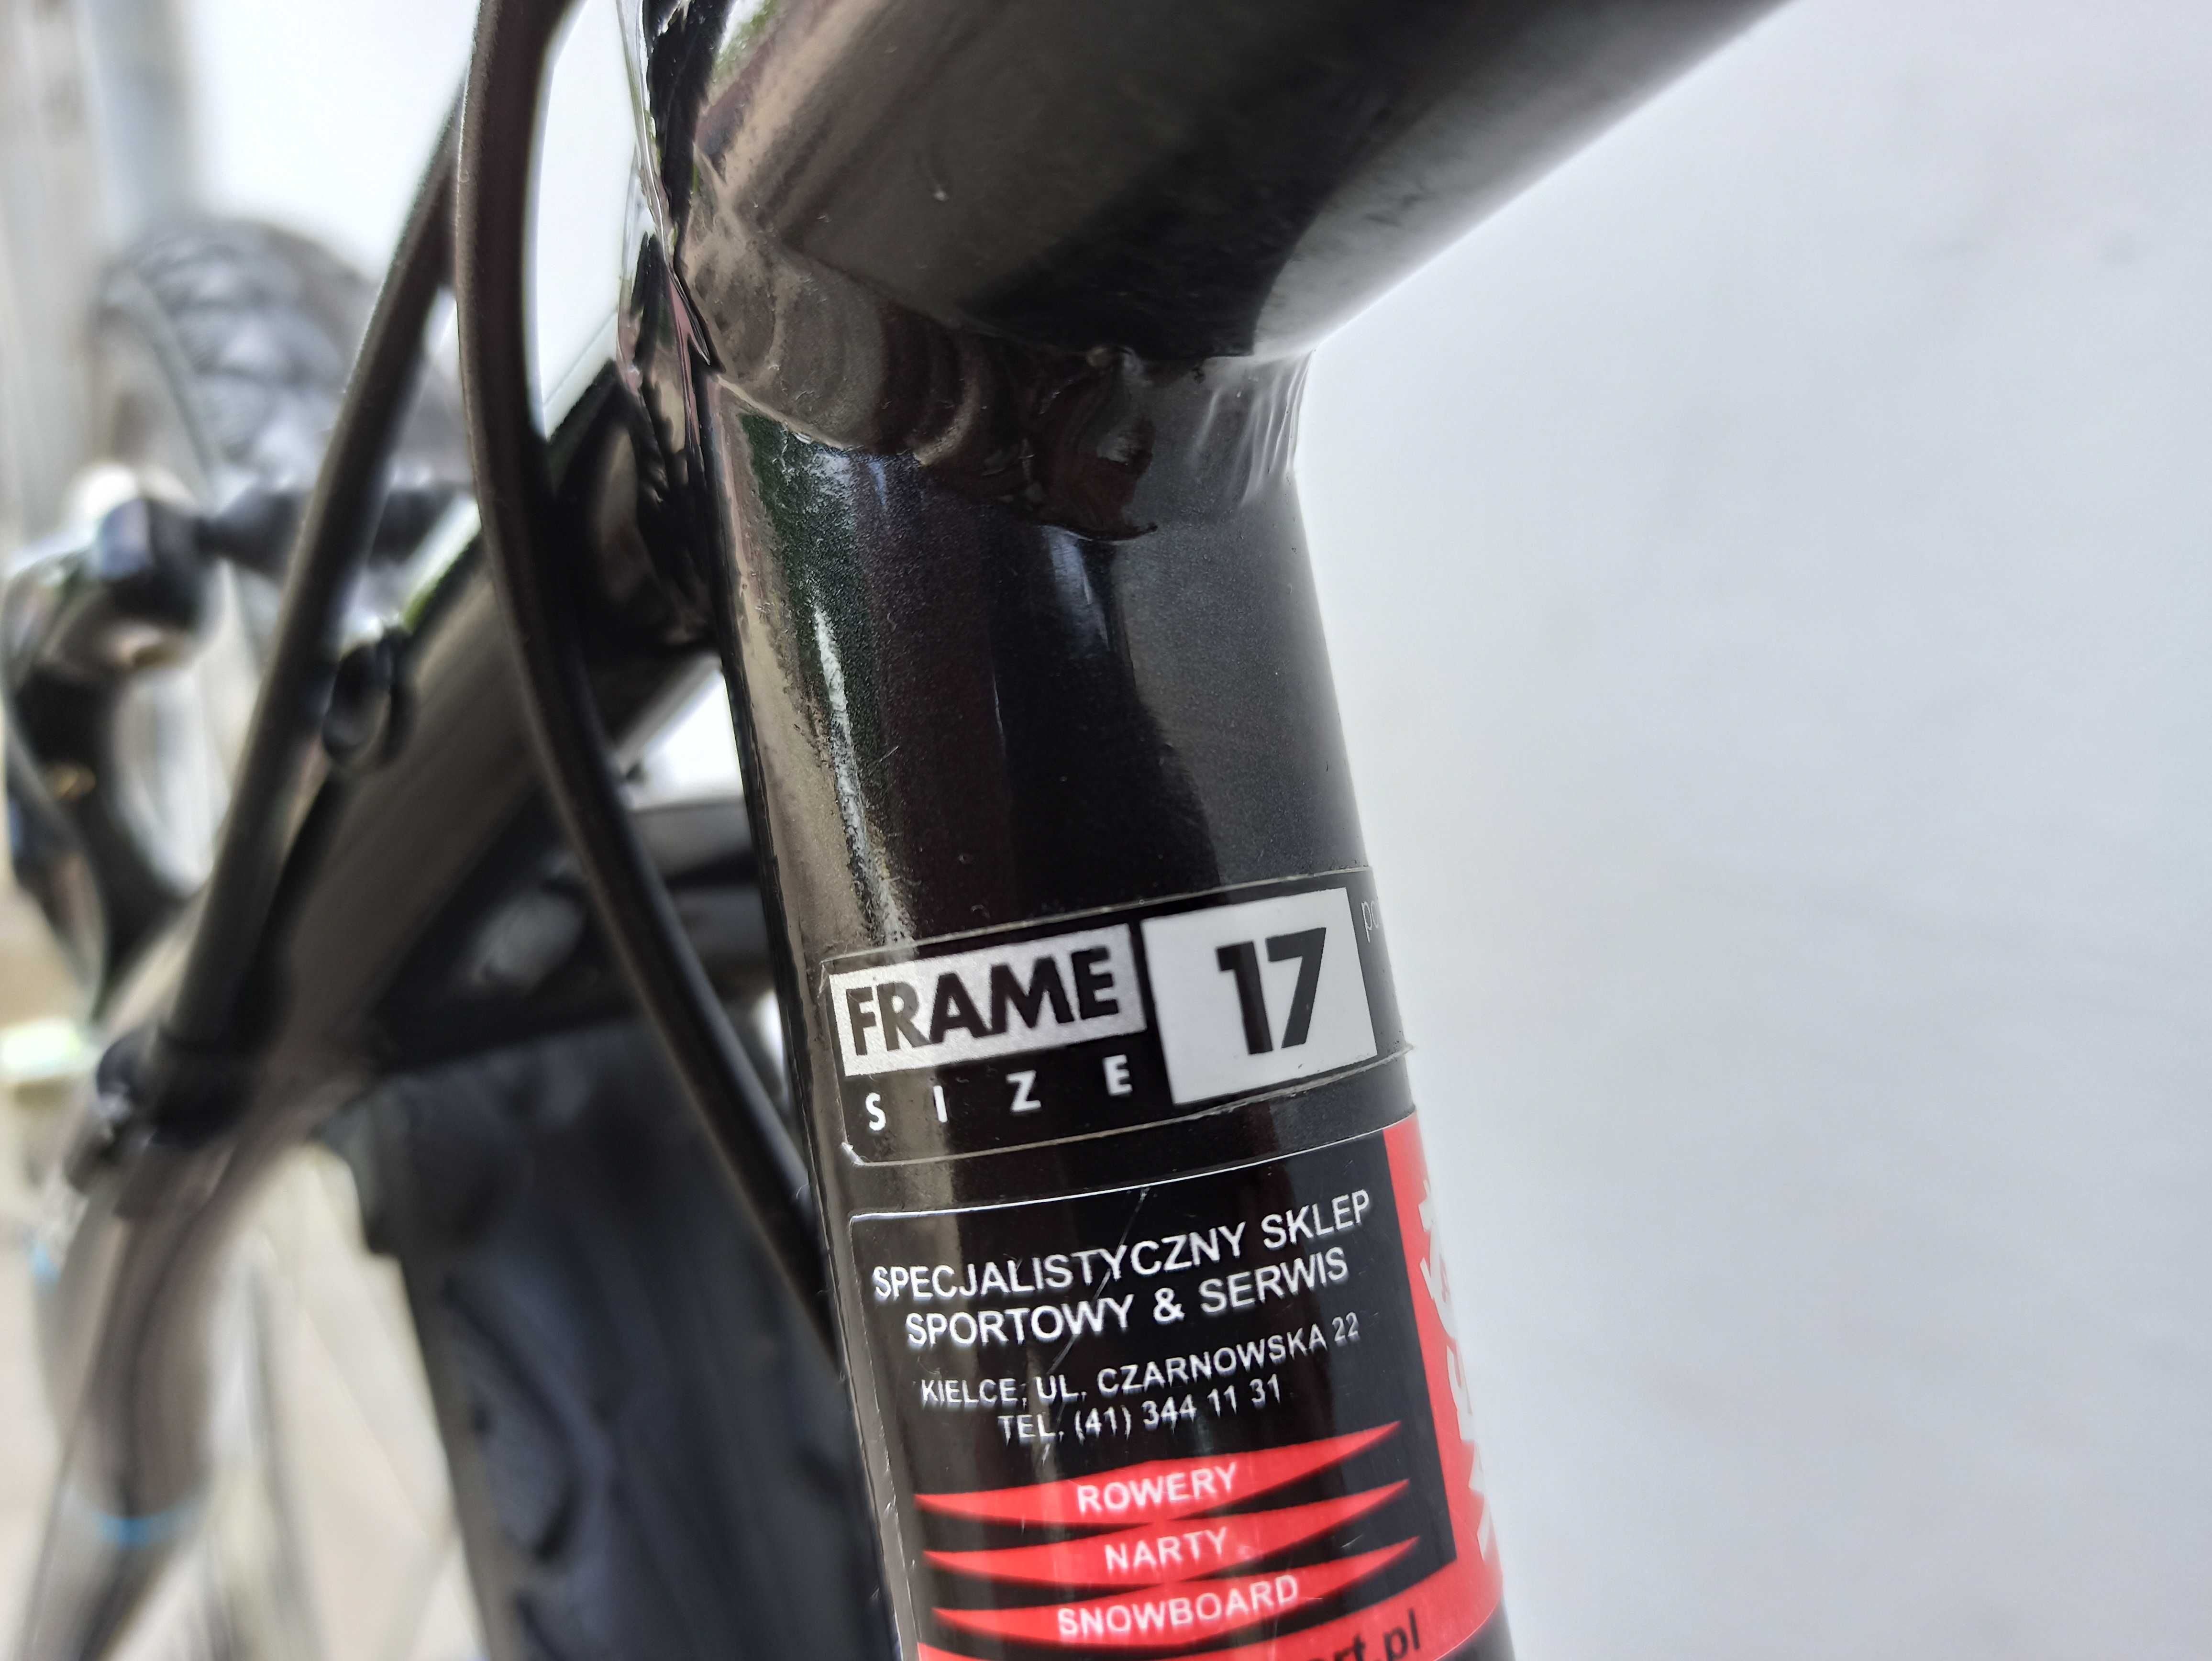 FRAME 17
SIZE
SPECJALISTYCZNY SKLEP
SPORTOWY & SERWIS
KIELCE, UL. CZARNOWSKA 22
TEL. (41) 344 11 31
ROWERY
NARTY
SNOWBOARD